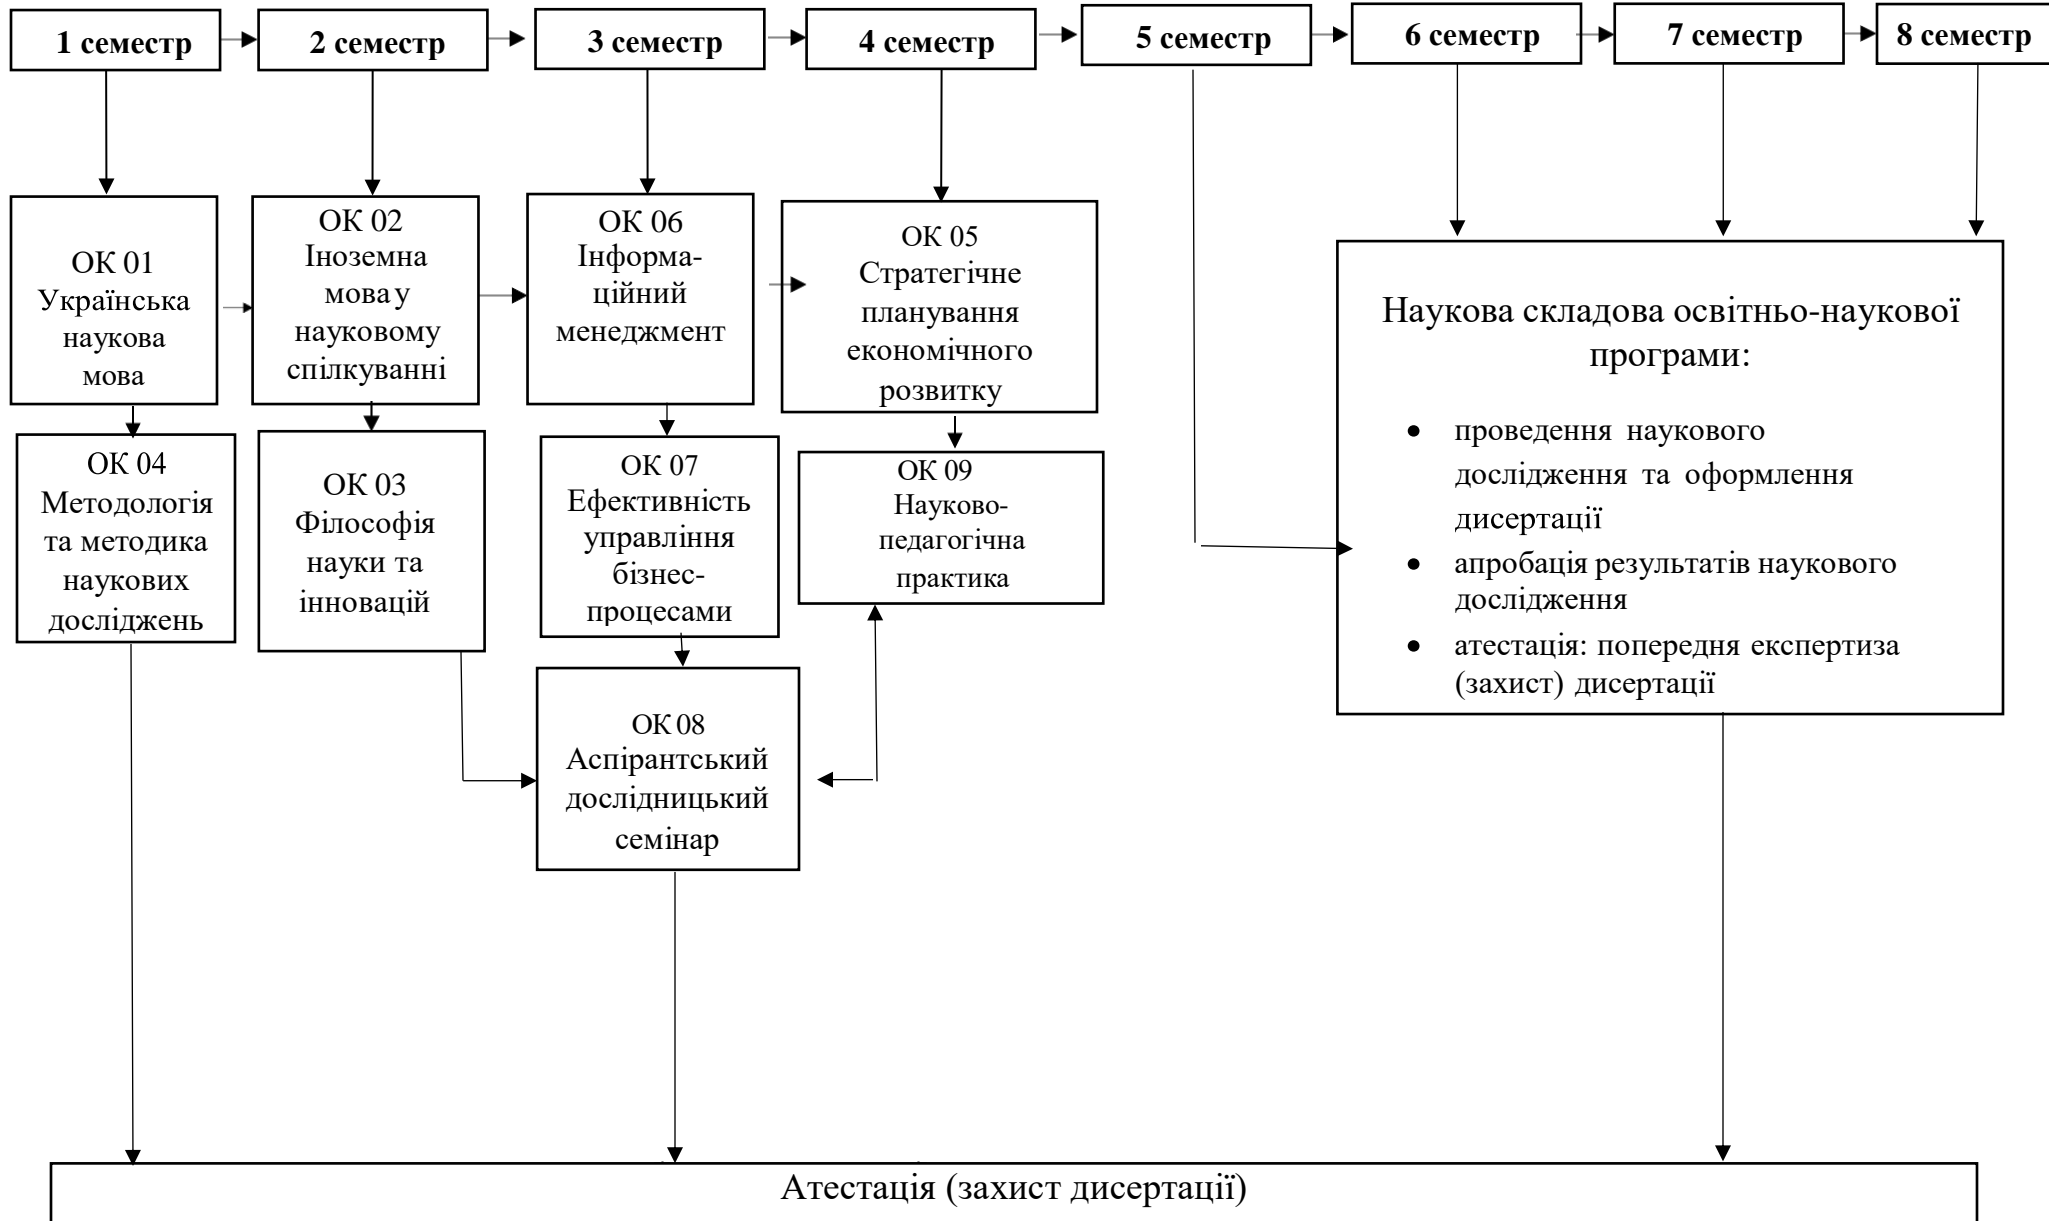 1 семестр
2 семестр
3 семестр
4 семестр
5 семестр
6 семестр
7 семестр
8 семестр
ОК 01
Українська
наукова
мова
ОК 02
Іноземна
мова у
науковому
спілкуванні
ОК 06
Інформа-
ційний
менеджмент
ОК 05
Стратегічне
планування
економічного
розвитку
ОК 04
Методологія
та методика
наукових
досліджень
ОК 03
Філософія
науки та
інновацій
ОК 07
Ефективність
управління
бізнес-
процесами
ОК 09
Науково-
педагогічна
практика
ОК 08
Аспірантський
дослідницький
семінар
Наукова складова освітньо-наукової
програми:
• проведення наукового
дослідження та оформлення
дисертації
• апробація результатів наукового
дослідження
• атестація: попередня експертиза
(захист) дисертації
Атестація (захист дисертації)